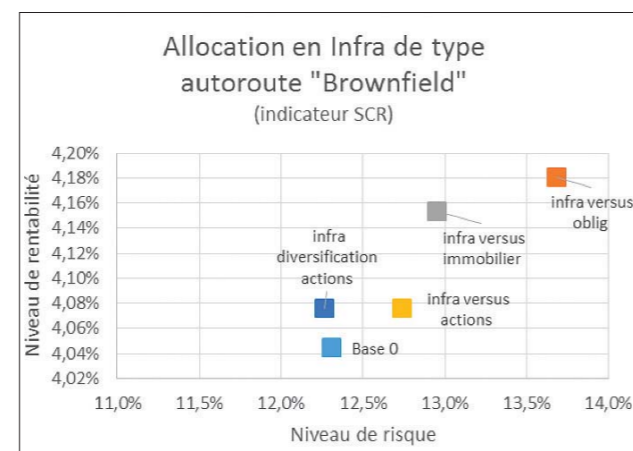 Allocation en Infra de type
autoroute "Brownfield"
(indicateur SCR)
Niveau de rentabilité
4,20%
4,18%
4,16%
4,14%
4,12%
4,10%
4,08%
4,06%
4,04%
4,02%
infra versus
oblig
infra versus
immobilier
infra
diversification
actions
infra versus
actions
Base 0
11,0%
11,5%
12,0%
12,5%
13,0%
13,5%
14,0%
Niveau de risque